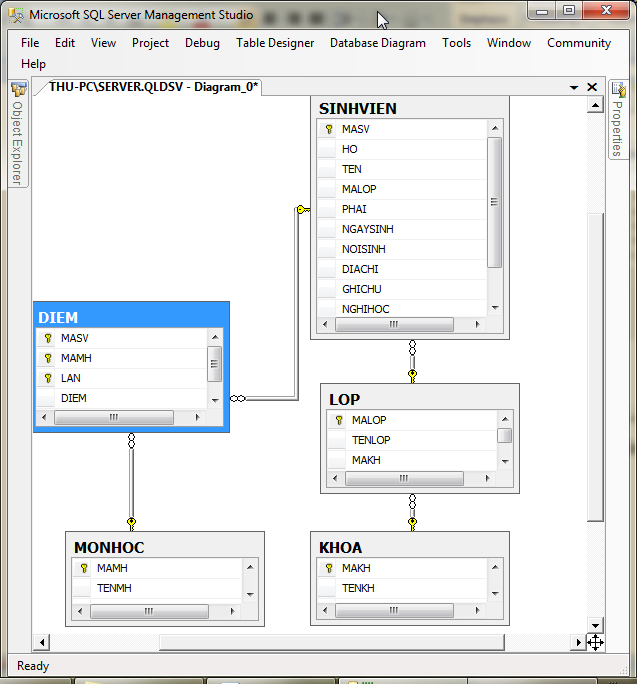 Microsoft SQL Server Management Studio
File Edit View Project Debug Table Designer Database Diagram Tools Window Community
Help
THU-PC\SERVER.QLDSV - Diagram_0*
Object Explorer
Properties
SINHVIEN
MASV
HO
TEN
MALOP
PHAI
NGAYSINH
NOISINH
DIACHI
GHICHU
NGHIHOC
DIEM
MASV
MAMH
LAN
DIEM
LOP
MALOP
TENLOP
MAKH
MONHOC
MAMH
TENMH
KHOA
MAKH
TENKH
Ready